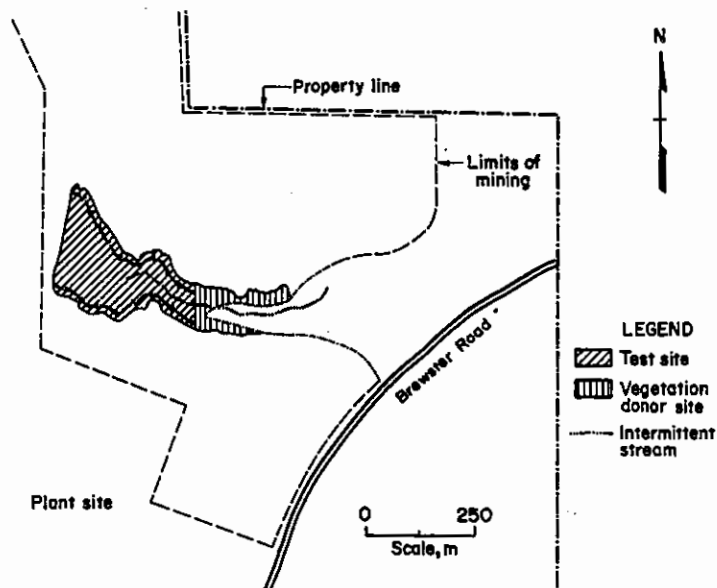 N
Property line
Limits of
mining
Brewster Road
LEGEND
Test site
Vegetation
donor site
Intermittent
stream
Plant site
0 250
Scale, m